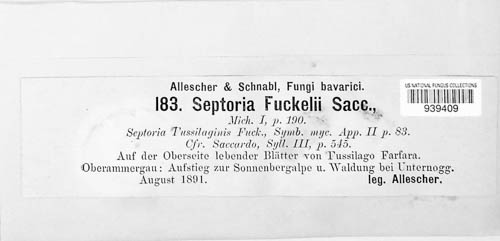 Allescher & Schnabl, Fungi bavarici.
183. Septoria Fuckelii Sacc.,
Mich. I, p. 190.
Septoria Tussilaginis Fuck., Symb. myc. App. II p. 83.
Cfr. Saccardo, Syll. III, p. 545.
Auf der Oberseite lebender Blätter von Tussilago Farfara.
Oberammergau: Aufstieg zur Sonnenbergalpe u. Waldung bei Unternogg.
August 1891. leg. Allescher.
US NATIONAL FUNGUS COLLECTIONS
939409